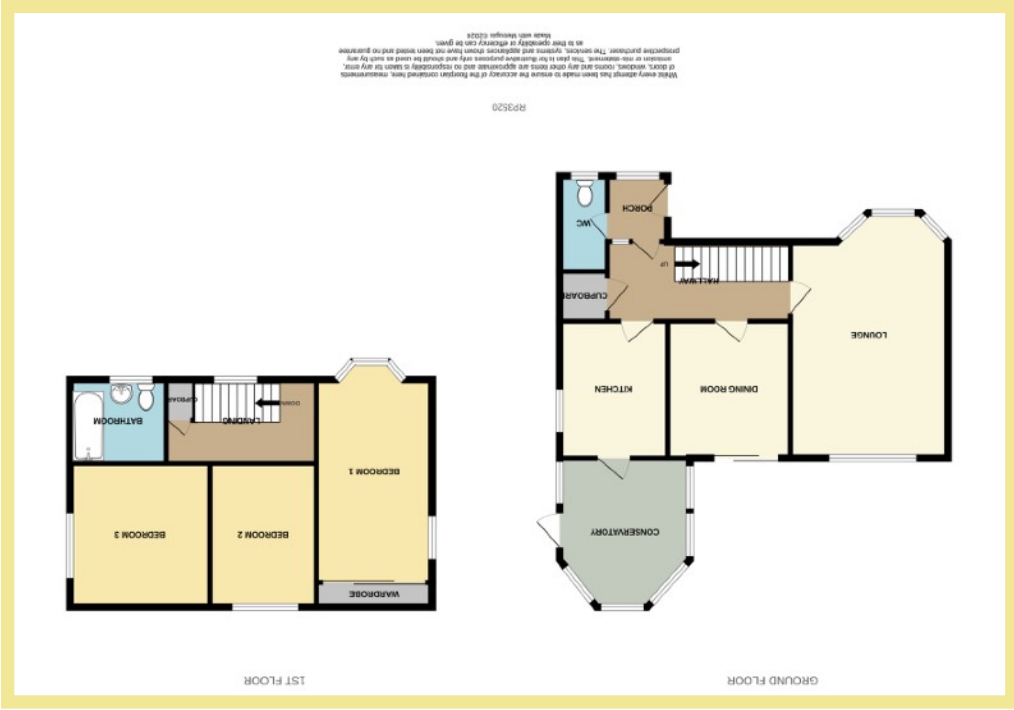 GROUND FLOOR
CONSERVATORY
LOUNGE
DINING ROOM
KITCHEN
HALLWAY
UP
CUPBOARD
PORCH
WC
1ST FLOOR
WARDROBE
BEDROOM 1
BEDROOM 2
BEDROOM 3
DOWN
LANDING
CUPBOARD
BATHROOM
RP3520
Whilst every attempt has been made to ensure the accuracy of the floorplan contained here, measurements
of doors, windows, rooms and any other items are approximate and no responsibility is taken for any error,
omission or mis-statement. This plan is for illustrative purposes only and should be used as such by any
prospective purchaser. The services, systems and appliances shown have not been tested and no guarantee
as to their operability or efficiency can be given.
Made with Metropix ©2024